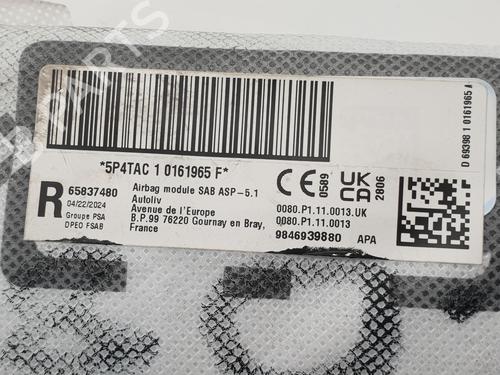 B PARTS
*5P4TAC 1 0161965 F*
R
65837480
04/22/2024
Groupe PSA
DPEO FSAB
Airbag module SAB ASP-5.1
Autoliv
Avenue de l'Europe
B.P.99 76220 Gournay en Bray,
France
CE 0589
UK CA 2806
0080.P1.11.0013.UK
0080.P1.11.0013
9846939880 APA
D 69398 1 0161965 A